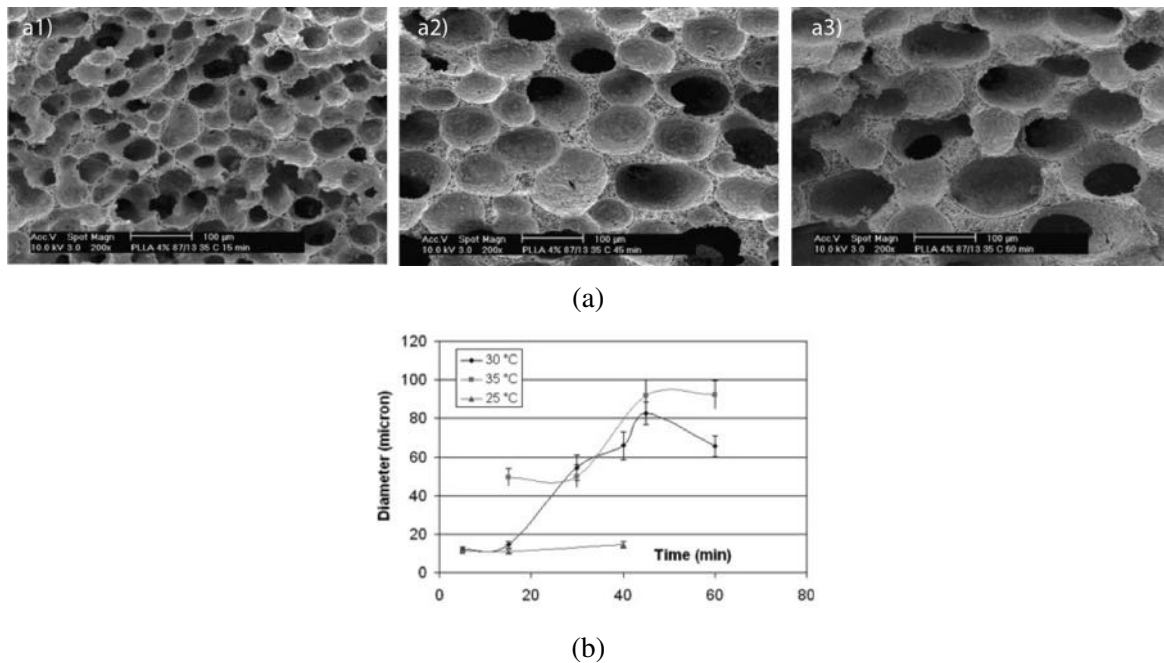 a1)
Acc.V Spot Magn 100 µm
10.0 kV 3.0 200x PLLA 4% 87/13 35 C 15 min
a2)
Acc.V Spot Magn 100 µm
10.0 kV 3.0 200x PLLA 4% 87/13 35 C 45 min
a3)
Acc.V Spot Magn 100 µm
10.0 kV 3.0 200x PLLA 4% 87/13 35 C 60 min
(a)
120
100
80
60
40
20
0
Diameter (micron)
30 °C
35 °C
25 °C
Time (min)
0 20 40 60 80
(b)